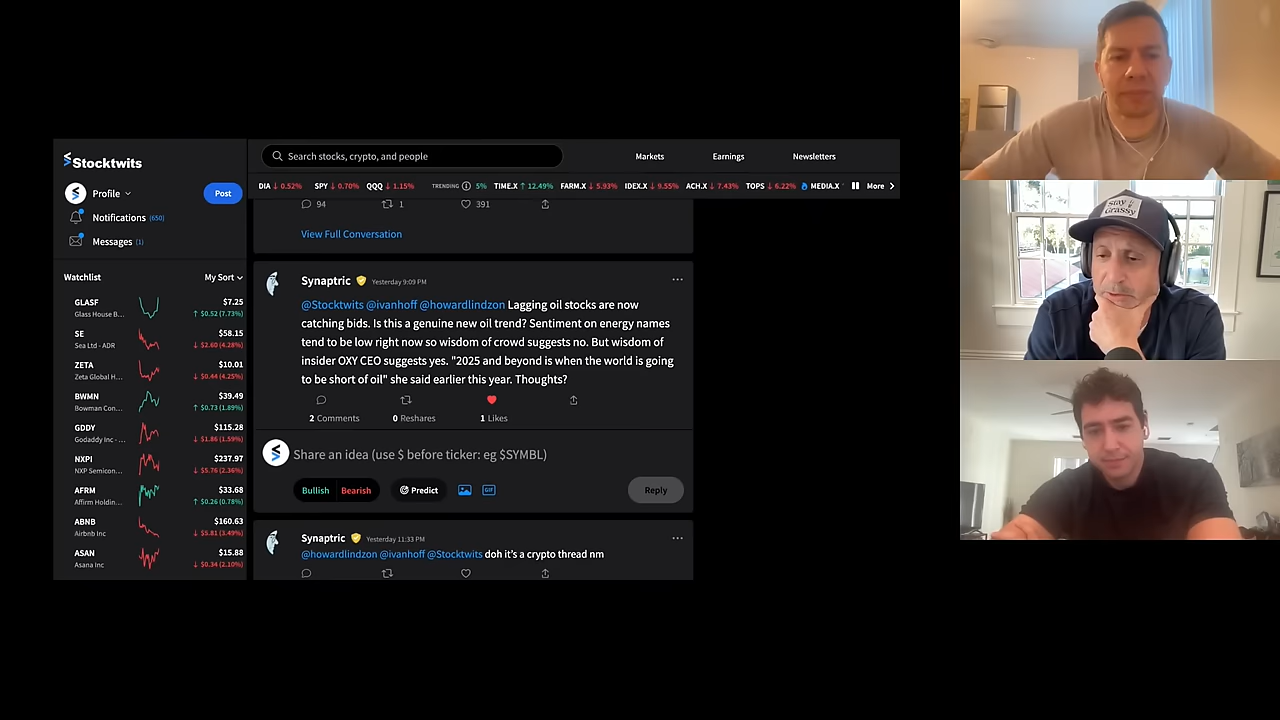 Stocktwits
Search stocks, crypto, and people
Markets
Earnings
Newsletters
Profile
Post
Notifications (650)
Messages (1)
DIA ↓ 0.52% SPY ↓ 0.70% QQQ ↓ 1.15% TRENDING 5% TIME.X ↑ 12.49% FARM.X ↓ 5.93% IDEX.X ↓ 9.55% ACH.X ↓ 7.43% TOPS ↓ 6.22% MEDIA.X More
94 1 391
View Full Conversation
Watchlist My Sort
GLASF $7.25
Glass House B... ↑ $0.52 (7.73%)
SE $58.15
Sea Ltd - ADR ↓ $2.60 (4.28%)
ZETA $10.01
Zeta Global H... ↓ $0.44 (4.25%)
BWMN $39.49
Bowman Con... ↑ $0.73 (1.89%)
GDDY $115.28
Godaddy Inc - ... ↓ $1.86 (1.59%)
NXPI $237.97
NXP Semicon... ↓ $5.76 (2.36%)
AFRM $33.68
Affirm Holdin... ↑ $0.26 (0.78%)
ABNB $160.63
Airbnb Inc ↓ $5.81 (3.49%)
ASAN $15.88
Asana Inc ↓ $0.34 (2.10%)
Synaptric Yesterday 9:09 PM
@Stocktwits @ivanhoff @howardlindzon Lagging oil stocks are now
catching bids. Is this a genuine new oil trend? Sentiment on energy names
tend to be low right now so wisdom of crowd suggests no. But wisdom of
insider OXY CEO suggests yes. "2025 and beyond is when the world is going
to be short of oil" she said earlier this year. Thoughts?
2 Comments 0 Reshares 1 Likes
Share an idea (use $ before ticker: eg $SYMBL)
Bullish Bearish Predict GIF Reply
Synaptric Yesterday 11:33 PM
@howardlindzon @ivanhoff @Stocktwits doh it's a crypto thread nm
Stay
Grassy